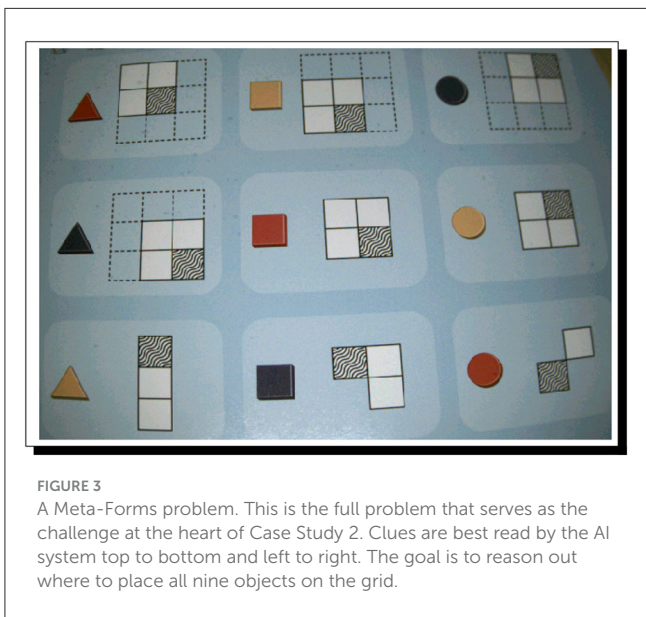 FIGURE 3
A Meta-Forms problem. This is the full problem that serves as the
challenge at the heart of Case Study 2. Clues are best read by the AI
system top to bottom and left to right. The goal is to reason out
where to place all nine objects on the grid.